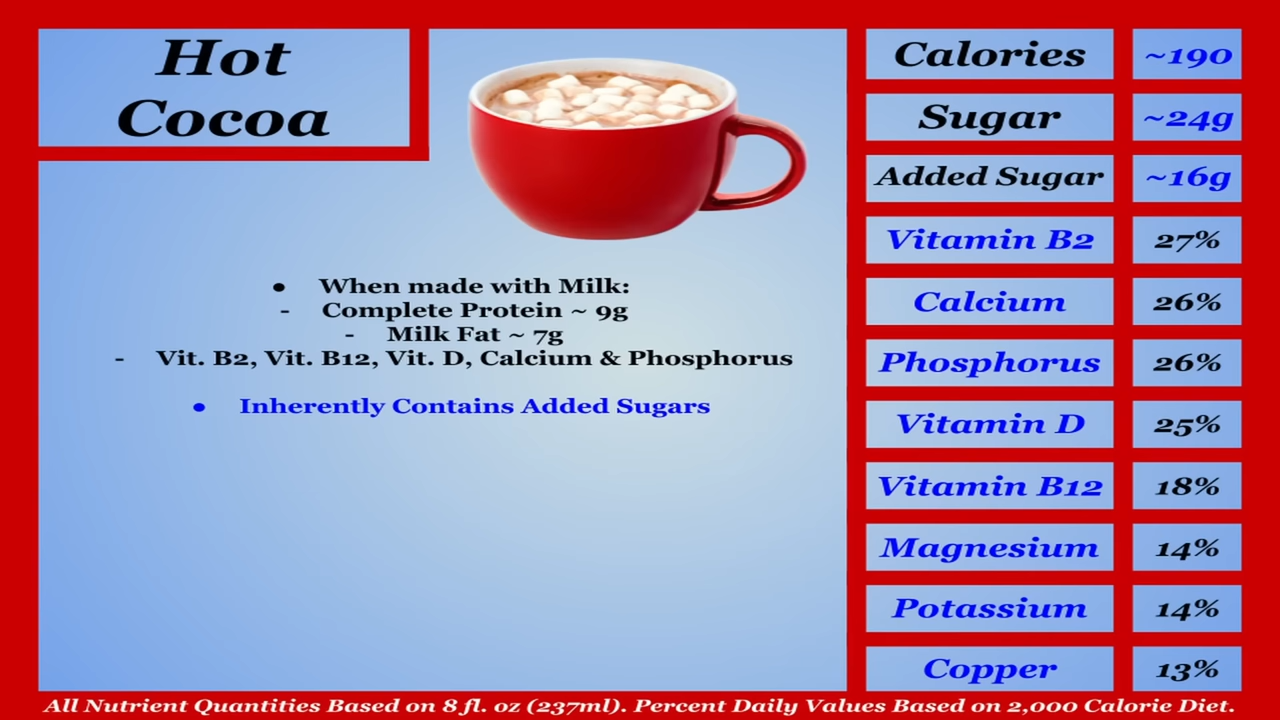 Hot
Cocoa
● When made with Milk:
- Complete Protein ~ 9g
- Milk Fat ~ 7g
- Vit. B2, Vit. B12, Vit. D, Calcium & Phosphorus
● Inherently Contains Added Sugars
Calories ~190
Sugar ~24g
Added Sugar ~16g
Vitamin B2 27%
Calcium 26%
Phosphorus 26%
Vitamin D 25%
Vitamin B12 18%
Magnesium 14%
Potassium 14%
Copper 13%
All Nutrient Quantities Based on 8 fl. oz (237ml). Percent Daily Values Based on 2,000 Calorie Diet.